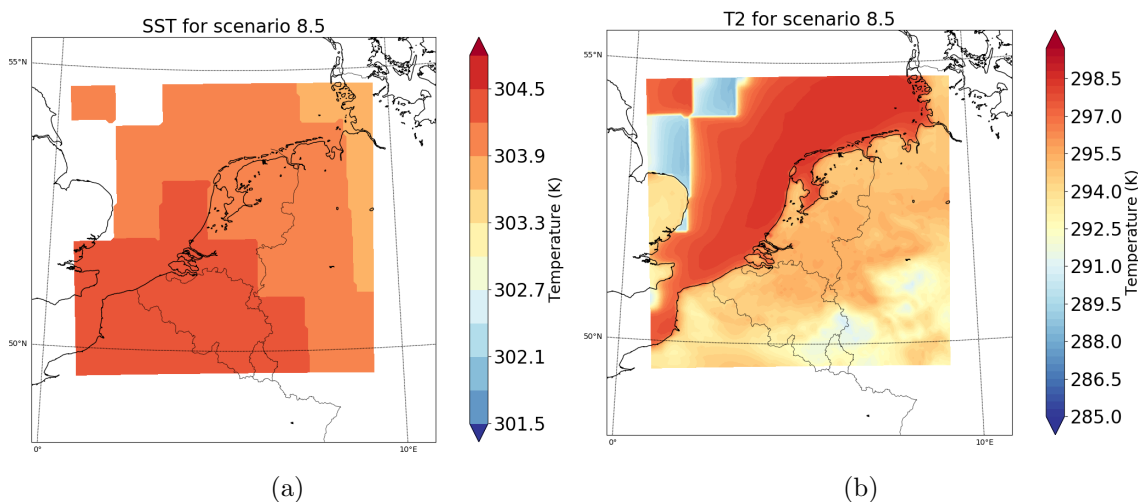 SST for scenario 8.5
55°N
50°N
0°
10°E
304.5
303.9
303.3
302.7
302.1
301.5
Temperature (K)
(a)
T2 for scenario 8.5
55°N
50°N
0°
10°E
298.5
297.0
295.5
294.0
292.5
291.0
289.5
288.0
286.5
285.0
Temperature (K)
(b)